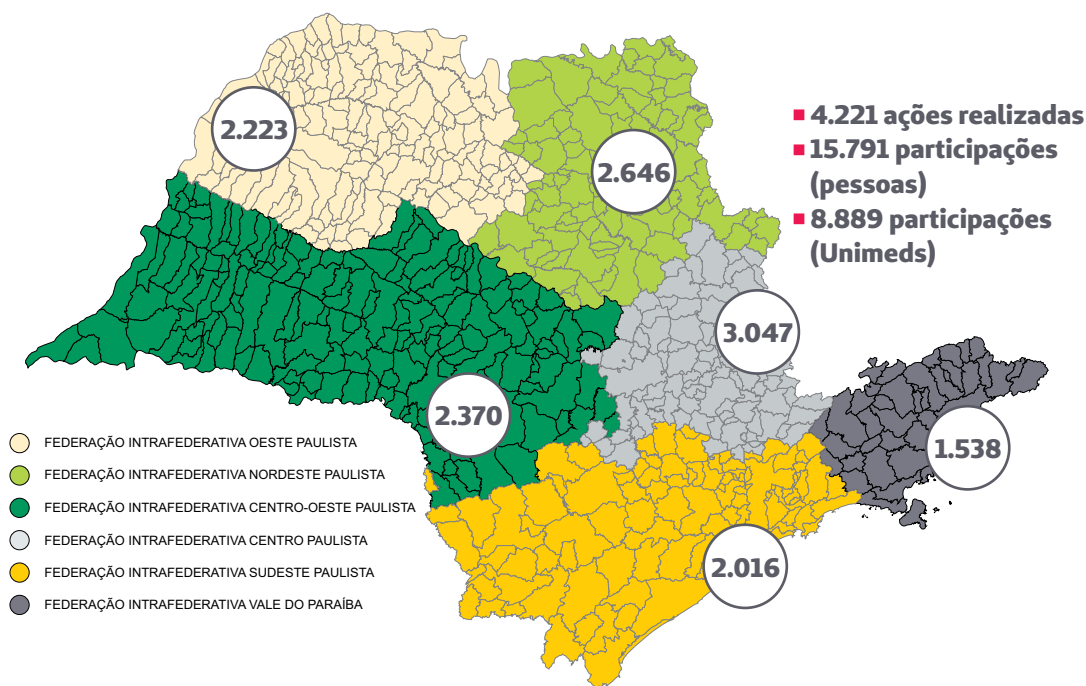 2.223
2.646
■ 4.221 ações realizadas
■ 15.791 participações
(pessoas)
■ 8.889 participações
(Unimeds)
3.047
2.370
1.538
2.016
FEDERAÇÃO INTRAFEDERATIVA OESTE PAULISTA
FEDERAÇÃO INTRAFEDERATIVA NORDESTE PAULISTA
FEDERAÇÃO INTRAFEDERATIVA CENTRO-OESTE PAULISTA
FEDERAÇÃO INTRAFEDERATIVA CENTRO PAULISTA
FEDERAÇÃO INTRAFEDERATIVA SUDESTE PAULISTA
FEDERAÇÃO INTRAFEDERATIVA VALE DO PARAÍBA